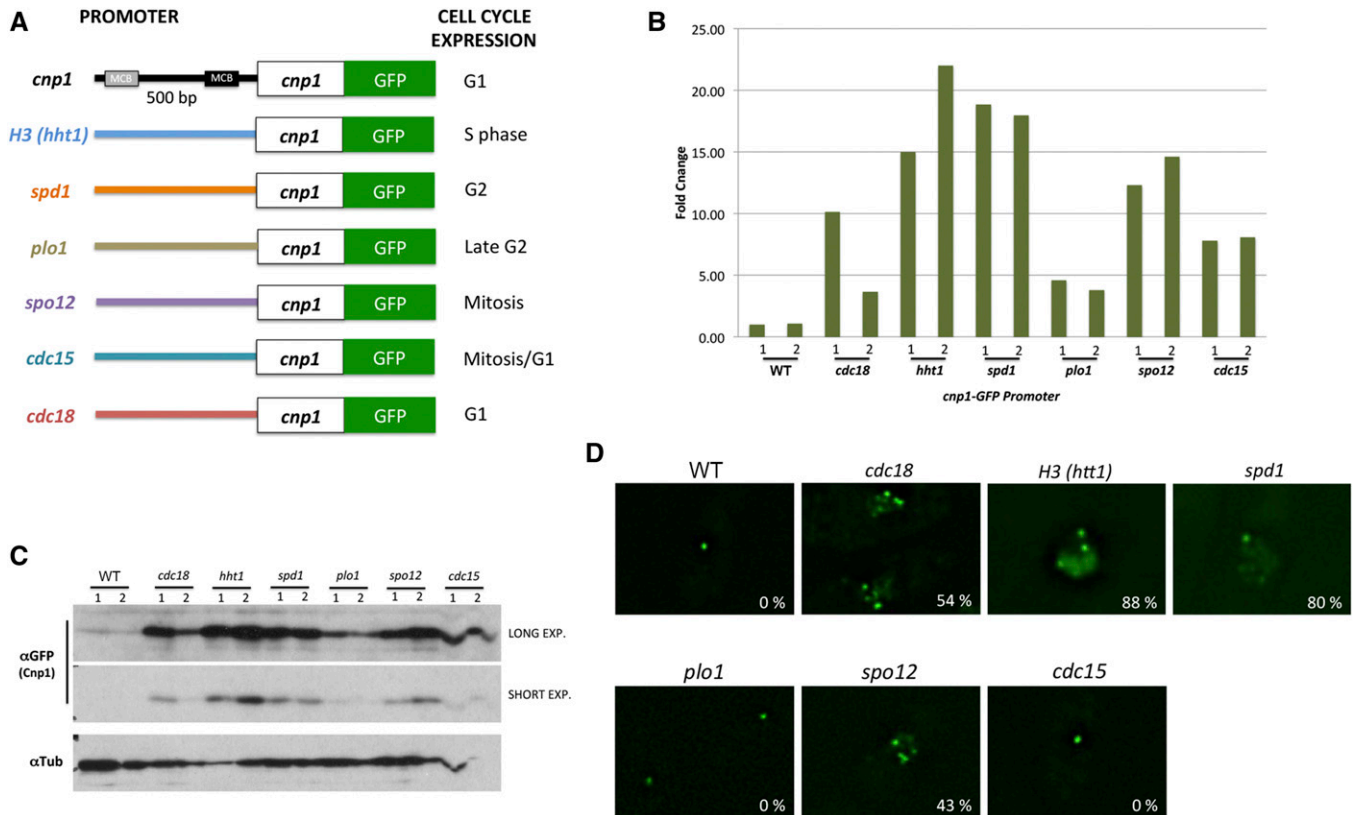 A
PROMOTER
CELL CYCLE
EXPRESSION
cnp1
MCB
MCB
500 bp
cnp1
GFP
G1
H3 (hht1)
cnp1
GFP
S phase
spd1
cnp1
GFP
G2
plo1
cnp1
GFP
Late G2
spo12
cnp1
GFP
Mitosis
cdc15
cnp1
GFP
Mitosis/G1
cdc18
cnp1
GFP
G1
B
Fold Cnange
25.00
20.00
15.00
10.00
5.00
0.00
1 2 1 2 1 2 1 2 1 2 1 2 1 2
WT cdc18 hht1 spd1 plo1 spo12 cdc15
cnp1-GFP Promoter
C
WT cdc18 hht1 spd1 plo1 spo12 cdc15
1 2 1 2 1 2 1 2 1 2 1 2 1 2
αGFP
(Cnp1)
LONG EXP.
SHORT EXP.
αTub
D
WT cdc18 H3 (htt1) spd1
0 % 54 % 88 % 80 %
plo1 spo12 cdc15
0 % 43 % 0 %